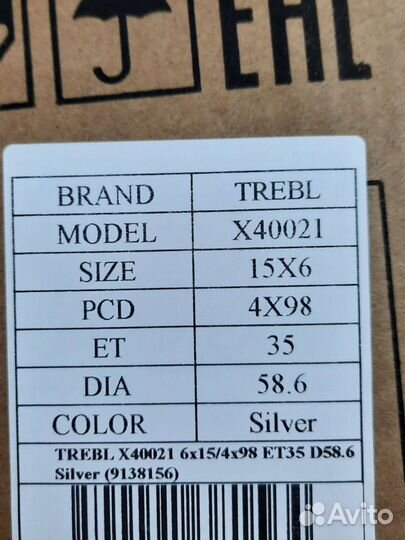 EAC
BRAND TREBL
MODEL X40021
SIZE 15X6
PCD 4X98
ET 35
DIA 58.6
COLOR Silver
TREBL X40021 6x15/4x98 ET35 D58.6
Silver (9138156)
Avito